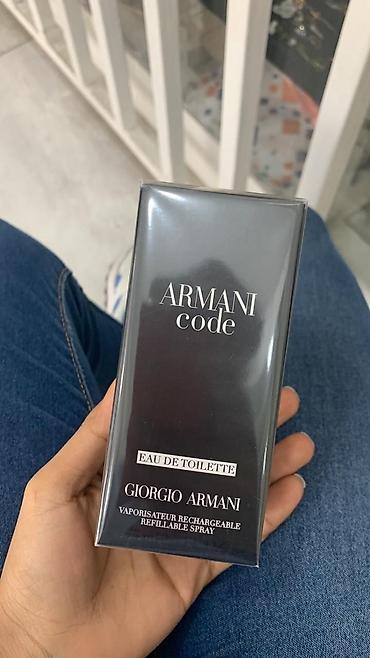 ARMANI
code
EAU DE TOILETTE
GIORGIO ARMANI
VAPORISATEUR RECHARGEABLE
REFILLABLE SPRAY